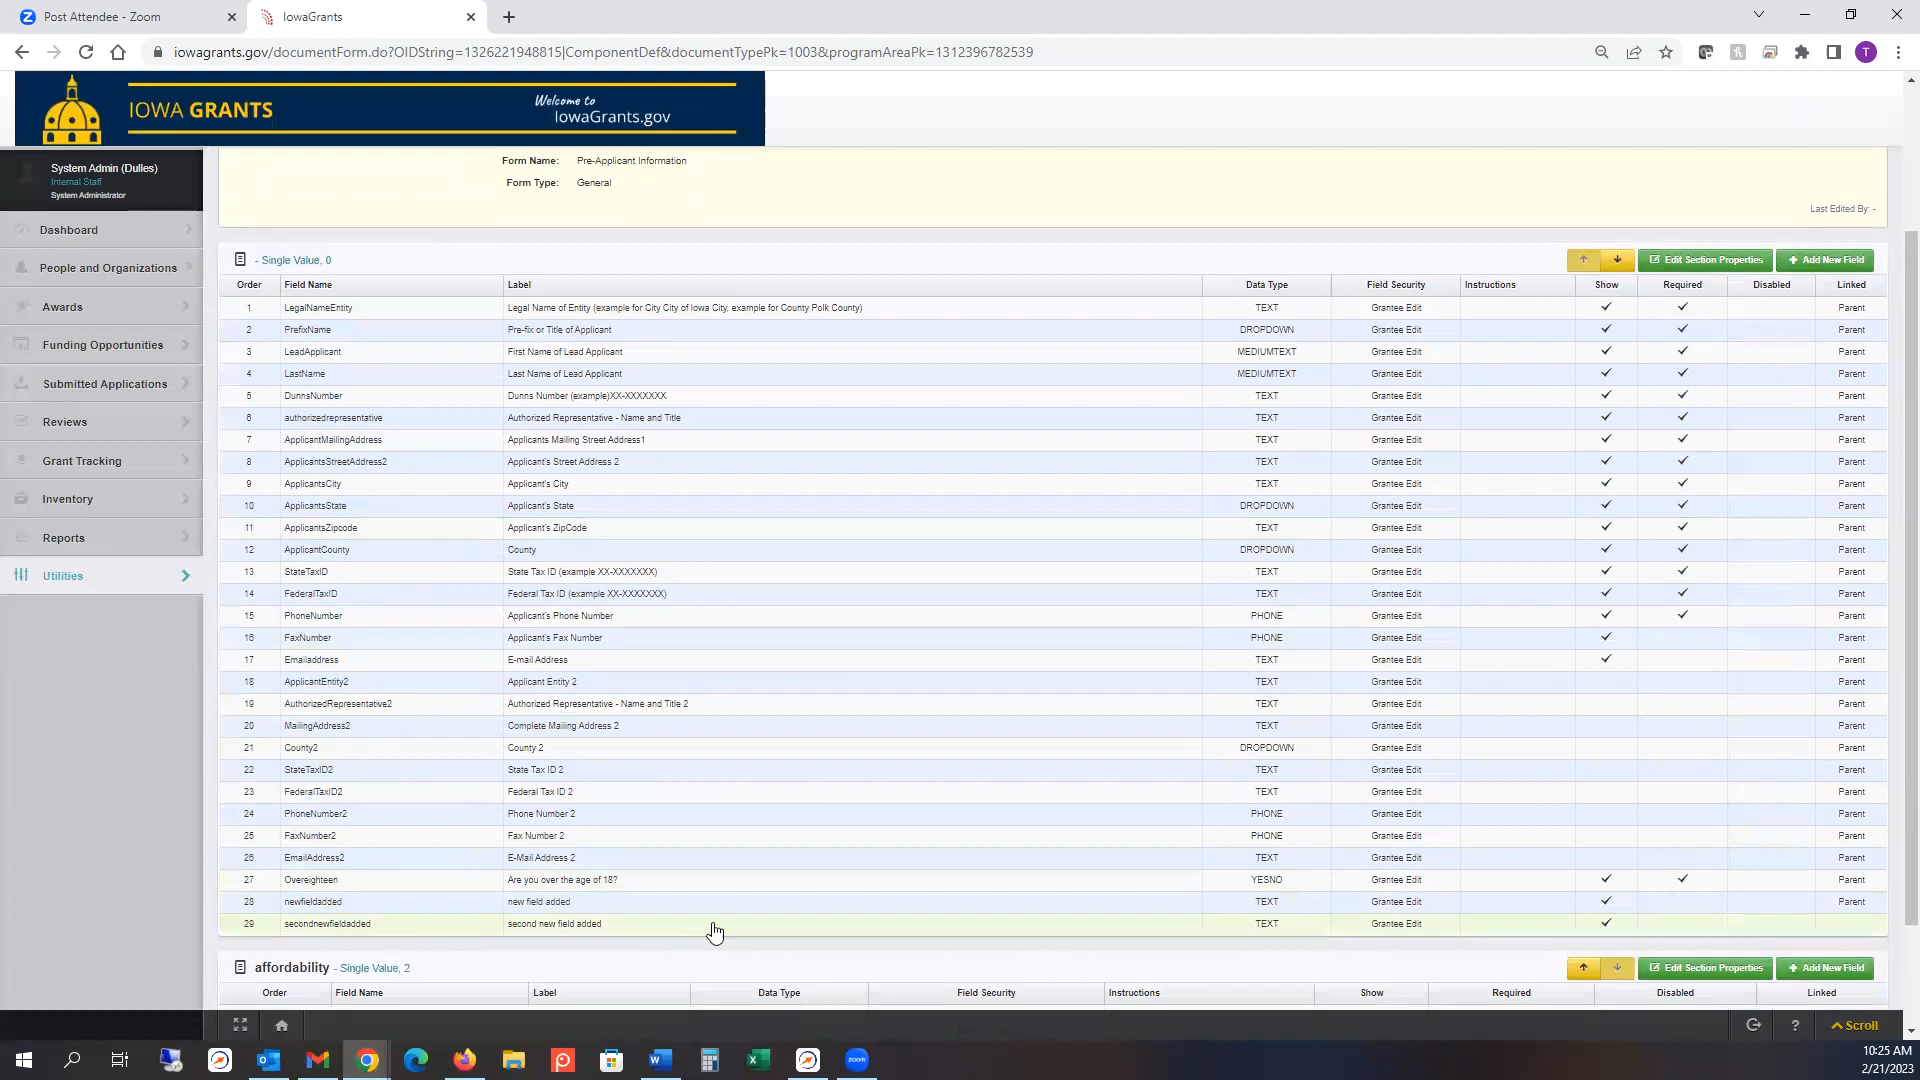 Post Attendee - Zoom
IowaGrants
iowagrants.gov/documentForm.do?OIDString=1326221948815|ComponentDef&documentTypePk=1003&programAreaPk=1312396782539
T
IOWA GRANTS
Welcome to
IowaGrants.gov
System Admin (Dulles)
Internal Staff
System Administrator
Dashboard
People and Organizations
Awards
Funding Opportunities
Submitted Applications
Reviews
Grant Tracking
Inventory
Reports
Utilities
Form Name: Pre-Applicant Information
Form Type: General
Last Edited By: -
- Single Value, 0
Edit Section Properties
+ Add New Field
Order Field Name Label Data Type Field Security Instructions Show Required Disabled Linked
1 LegalNameEntity Legal Name of Entity (example for City City of Iowa City, example for County Polk County) TEXT Grantee Edit Parent
2 PrefixName Pre-fix or Title of Applicant DROPDOWN Grantee Edit Parent
3 LeadApplicant First Name of Lead Applicant MEDIUMTEXT Grantee Edit Parent
4 LastName Last Name of Lead Applicant MEDIUMTEXT Grantee Edit Parent
5 DunnsNumber Dunns Number (example)XX-XXXXXXX TEXT Grantee Edit Parent
6 authorizedrepresentative Authorized Representative - Name and Title TEXT Grantee Edit Parent
7 ApplicantMailingAddress Applicants Mailing Street Address1 TEXT Grantee Edit Parent
8 ApplicantsStreetAddress2 Applicant's Street Address 2 TEXT Grantee Edit Parent
9 ApplicantsCity Applicant's City TEXT Grantee Edit Parent
10 ApplicantsState Applicant's State DROPDOWN Grantee Edit Parent
11 ApplicantsZipcode Applicant's ZipCode TEXT Grantee Edit Parent
12 ApplicantCounty County DROPDOWN Grantee Edit Parent
13 StateTaxID State Tax ID (example XX-XXXXXXX) TEXT Grantee Edit Parent
14 FederalTaxID Federal Tax ID (example XX-XXXXXXX) TEXT Grantee Edit Parent
15 PhoneNumber Applicant's Phone Number PHONE Grantee Edit Parent
16 FaxNumber Applicant's Fax Number PHONE Grantee Edit Parent
17 Emailaddress E-mail Address TEXT Grantee Edit Parent
18 ApplicantEntity2 Applicant Entity 2 TEXT Grantee Edit Parent
19 AuthorizedRepresentative2 Authorized Representative - Name and Title 2 TEXT Grantee Edit Parent
20 MailingAddress2 Complete Mailing Address 2 TEXT Grantee Edit Parent
21 County2 County 2 DROPDOWN Grantee Edit Parent
22 StateTaxID2 State Tax ID 2 TEXT Grantee Edit Parent
23 FederalTaxID2 Federal Tax ID 2 TEXT Grantee Edit Parent
24 PhoneNumber2 Phone Number 2 PHONE Grantee Edit Parent
25 FaxNumber2 Fax Number 2 PHONE Grantee Edit Parent
26 EmailAddress2 E-Mail Address 2 TEXT Grantee Edit Parent
27 Overeighteen Are you over the age of 18? YESNO Grantee Edit Parent
28 newfieldadded new field added TEXT Grantee Edit Parent
29 secondnewfieldadded second new field added TEXT Grantee Edit
affordability - Single Value, 2
Edit Section Properties
+ Add New Field
Order Field Name Label Data Type Field Security Instructions Show Required Disabled Linked
? Scroll
10:25 AM
2/21/2023